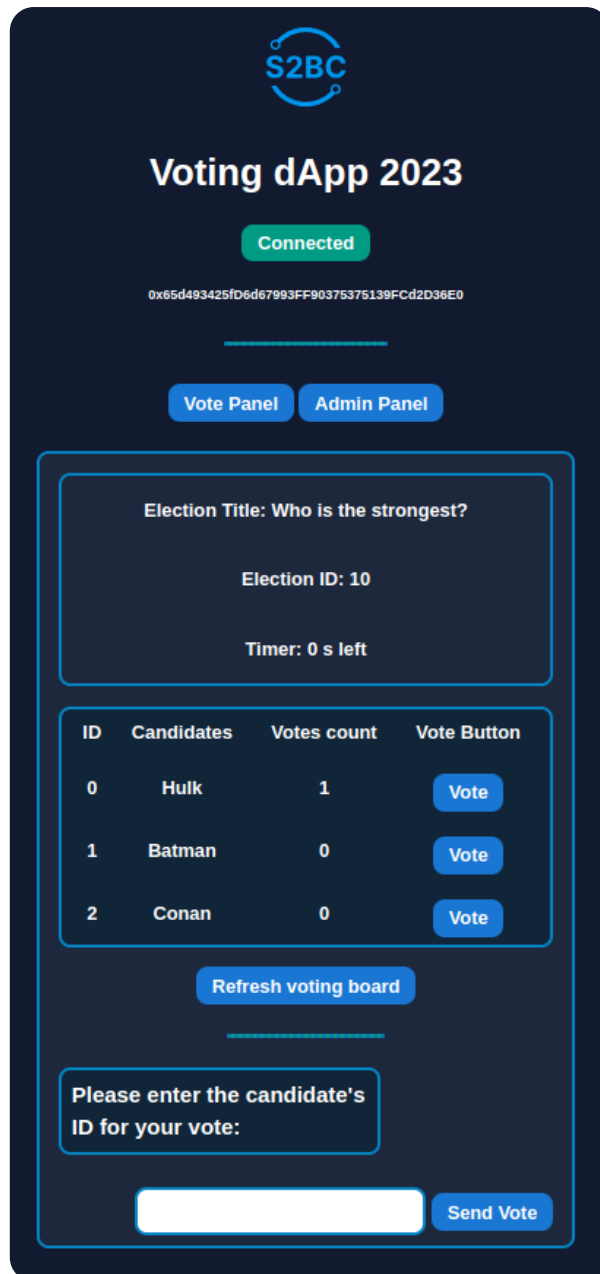 S2BC
Voting dApp 2023
Connected
0x65d493425fD6d67993FF90375375139FCd2D36E0
Vote Panel Admin Panel
Election Title: Who is the strongest?
Election ID: 10
Timer: 0 s left
ID Candidates Votes count Vote Button
0 Hulk 1 Vote
1 Batman 0 Vote
2 Conan 0 Vote
Refresh voting board
Please enter the candidate's
ID for your vote:
Send Vote